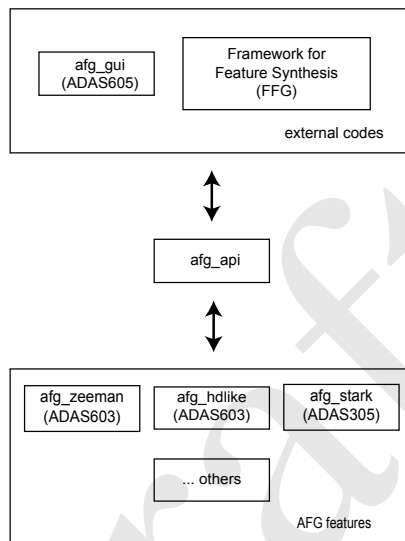 afg_gui
(ADAS605)
Framework for
Feature Synthesis
(FFG)
external codes
afg_api
afg_zeeman
(ADAS603)
afg_hdlike
(ADAS603)
afg_stark
(ADAS305)
... others
AFG features